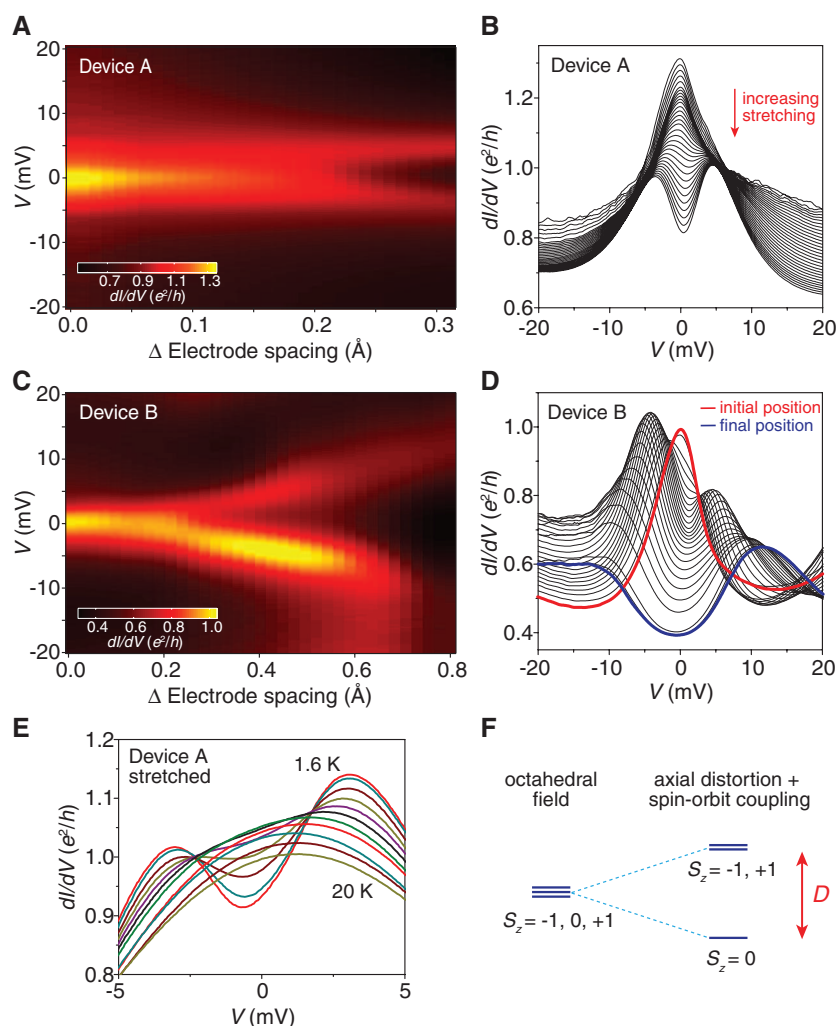 A
Device A
V (mV)
20
10
0
-10
-20
0.7 0.9 1.1 1.3
dI/dV (e²/h)
0.0 0.1 0.2 0.3
Δ Electrode spacing (Å)
B
Device A
increasing
stretching
dI/dV (e²/h)
1.2
1.0
0.8
0.6
-20 -10 0 10 20
V (mV)
C
Device B
V (mV)
20
10
0
-10
-20
0.4 0.6 0.8 1.0
dI/dV (e²/h)
0.0 0.2 0.4 0.6 0.8
Δ Electrode spacing (Å)
D
Device B
initial position
final position
dI/dV (e²/h)
1.0
0.8
0.6
0.4
-20 -10 0 10 20
V (mV)
E
Device A
stretched
1.6 K
20 K
dI/dV (e²/h)
1.2
1.1
1.0
0.9
0.8
-5 0 5
V (mV)
F
octahedral
field
axial distortion +
spin-orbit coupling
S_z = -1, +1
S_z = -1, 0, +1
D
S_z = 0